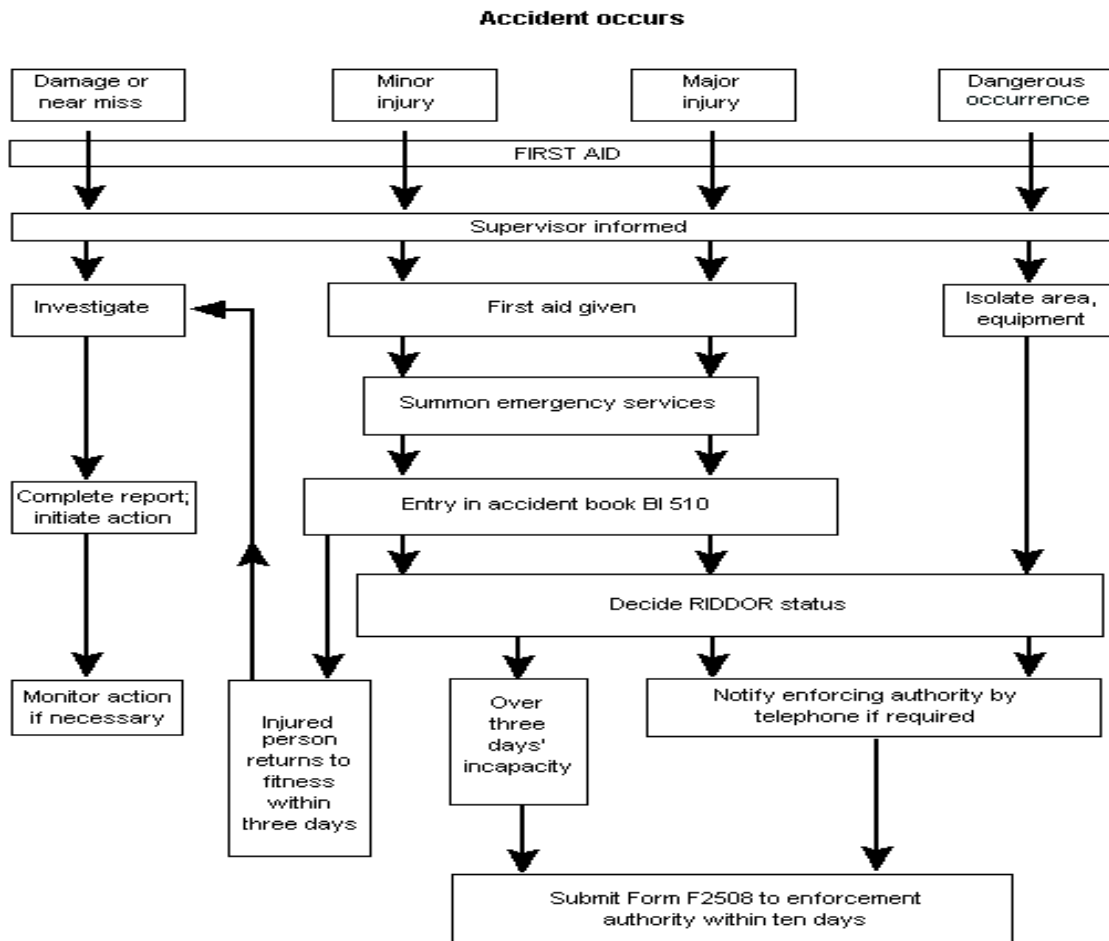 Accident occurs
Damage or
near miss
Minor
injury
Major
injury
Dangerous
occurrence
FIRST AID
Supervisor informed
Investigate
First aid given
Isolate area,
equipment
Summon emergency services
Complete report;
initiate action
Entry in accident book BI 510
Decide RIDDOR status
Monitor action
if necessary
Injured
person
returns to
fitness
within
three days
Over
three
days'
incapacity
Notify enforcing authority by
telephone if required
Submit Form F2508 to enforcement
authority within ten days